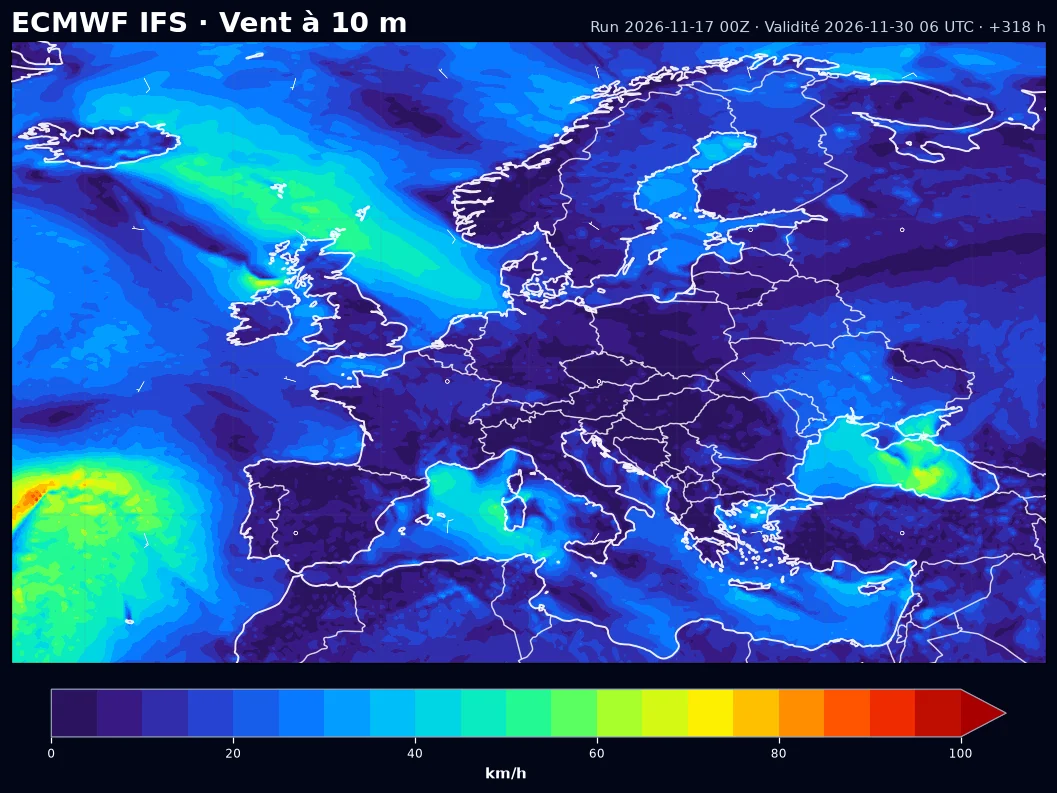 ECMWF IFS · Vent à 10 m
Run 2026-11-17 00Z · Validité 2026-11-30 06 UTC · +318 h
0 20 40 60 80 100
km/h